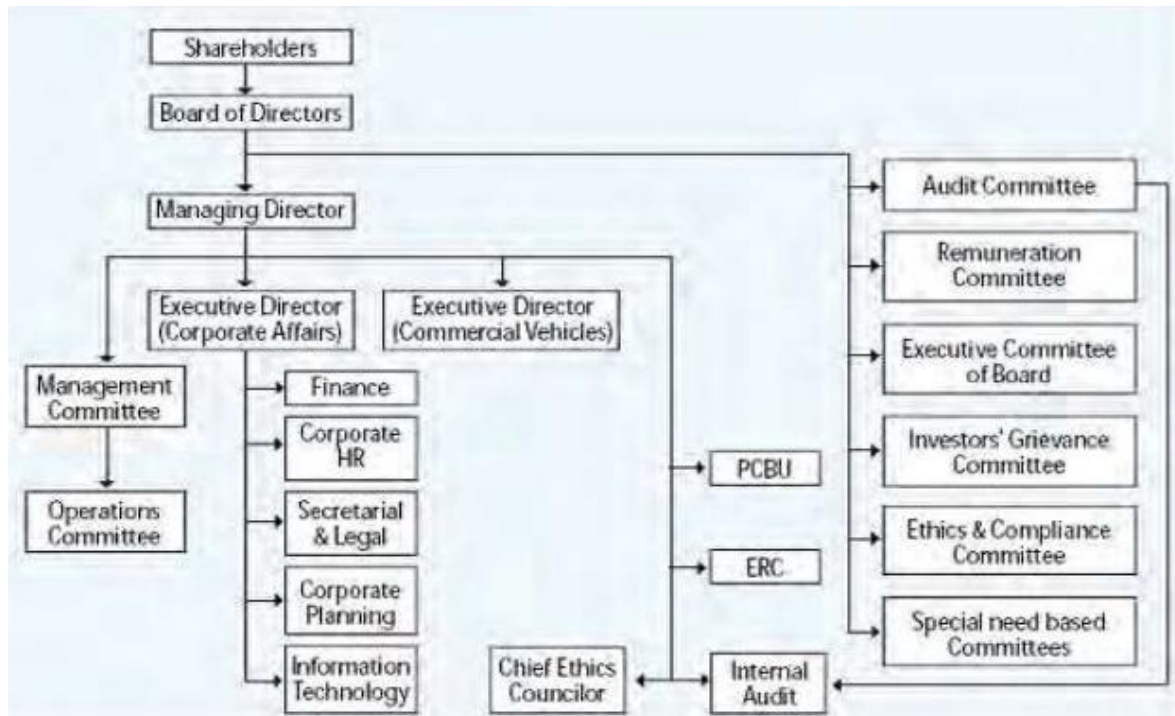 Shareholders
Board of Directors
Managing Director
Executive Director
(Corporate Affairs)
Executive Director
(Commercial Vehicles)
Management
Committee
Operations
Committee
Finance
Corporate
HR
Secretarial
& Legal
Corporate
Planning
Information
Technology
Chief Ethics
Councilor
PCBU
ERC
Internal
Audit
Audit Committee
Remuneration
Committee
Executive Committee
of Board
Investors' Grievance
Committee
Ethics & Compliance
Committee
Special need based
Committees